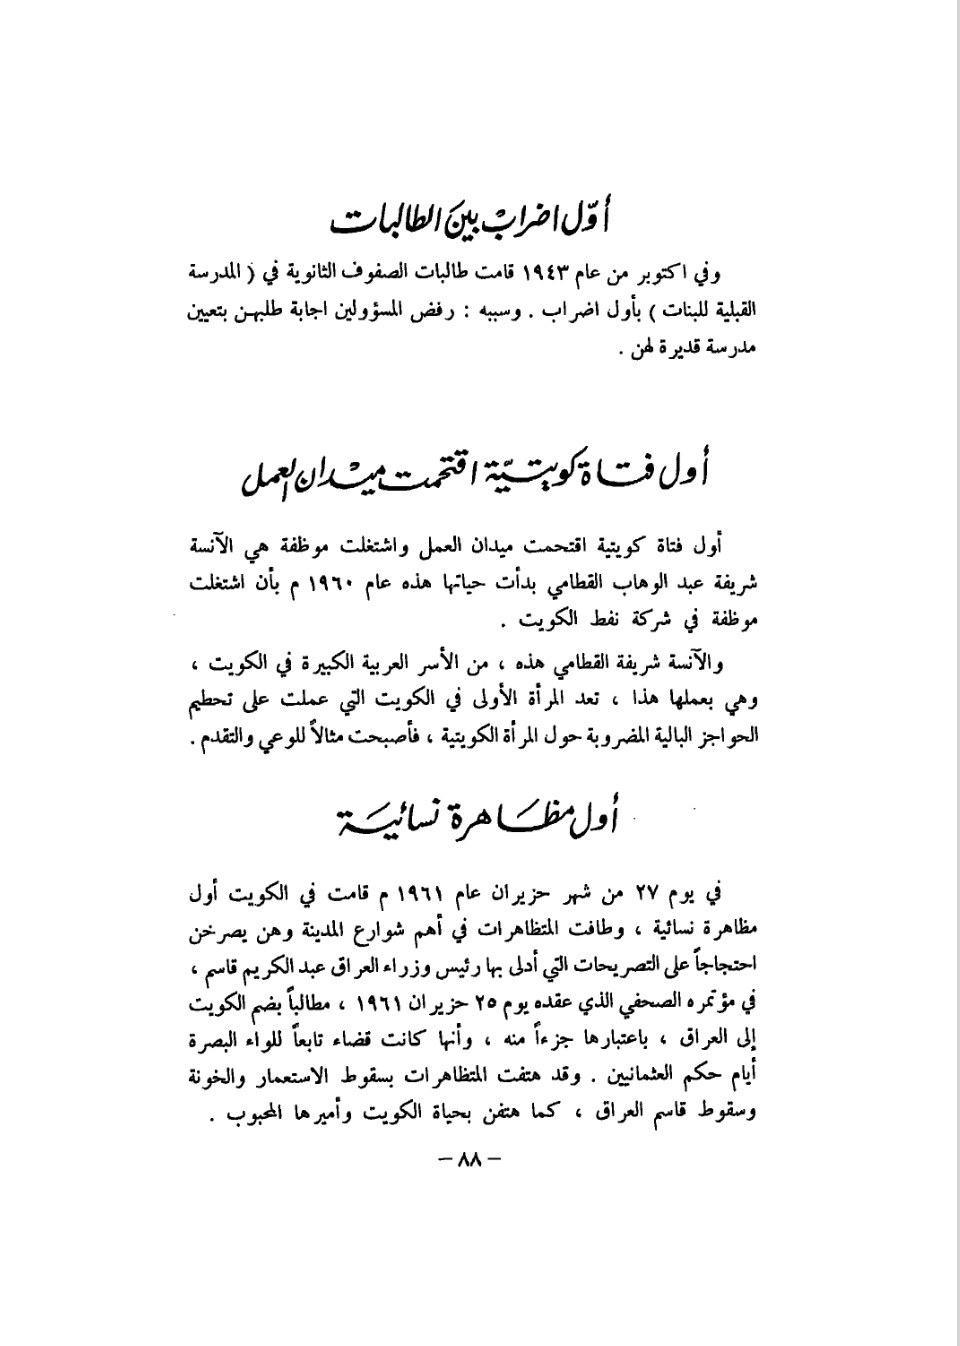 أوّل اضراب بين الطالبات
وفي اكتوبر من عام ١٩٤٣ قامت طالبات الصفوف الثانوية في ( المدرسة
القبلية للبنات ) بأول اضراب . وسببه : رفض المسؤولين اجابة طلبهن بتعيين
مدرسة قديرة لهن .
أول فتاة كويتيّة اقتحمت ميدان العمل
أول فتاة كويتية اقتحمت ميدان العمل واشتغلت موظفة هي الآنسة
شريفة عبد الوهاب القطامي بدأت حياتها هذه عام ١٩٦٠ م بأن اشتغلت
موظفة في شركة نفط الكويت .
والآنسة شريفة القطامي هذه ، من الأسر العربية الكبيرة في الكويت ،
وهي بعملها هذا ، تعد المرأة الأولى في الكويت التي عملت على تحطيم
الحواجز البالية المضروبة حول المرأة الكويتية ، فأصبحت مثالاً للوعي والتقدم .
أول مظاهرة نسائية
في يوم ٢٧ من شهر حزيران عام ١٩٦١ م قامت في الكويت أول
مظاهرة نسائية ، وطافت المتظاهرات في أهم شوارع المدينة وهن يصرخن
احتجاجاً على التصريحات التي أدلى بها رئيس وزراء العراق عبد الكريم قاسم ،
في مؤتمره الصحفي الذي عقده يوم ٢٥ حزيران ١٩٦١ ، مطالباً بضم الكويت
إلى العراق ، باعتبارها جزءاً منه ، وأنها كانت قضاء تابعاً للواء البصرة
أيام حكم العثمانيين . وقد هتفت المتظاهرات بسقوط الاستعمار والخونة
وسقوط قاسم العراق ، كما هتفن بحياة الكويت وأميرها المحبوب .
– ٨٨ –